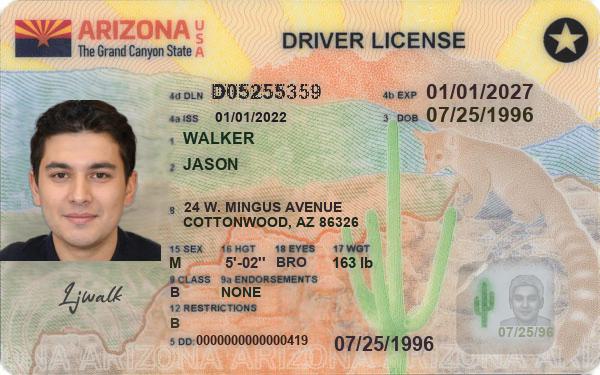 ARIZONA USA
The Grand Canyon State
DRIVER LICENSE
4d DLN D05255359
4b EXP 01/01/2027
4a ISS 01/01/2022
3 DOB 07/25/1996
1 WALKER
2 JASON
8 24 W. MINGUS AVENUE
COTTONWOOD, AZ 86326
15 SEX 16 HGT 18 EYES 17 WGT
M 5'-02" BRO 163 lb
9 CLASS 9a ENDORSEMENTS
B NONE
12 RESTRICTIONS
B
5 DD: 0000000000000419
07/25/1996
07/25/96
Ljwalk
ARIZONA ARIZONA ARIZONA ARIZONA